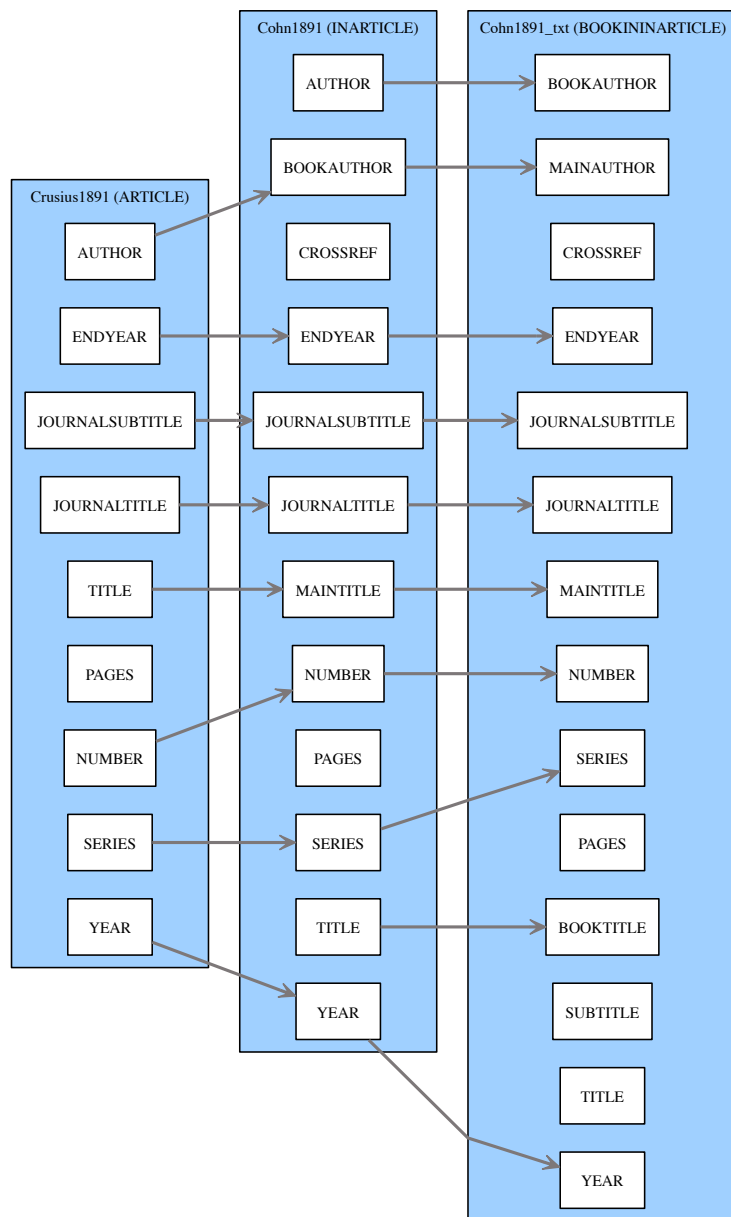 Crusius1891 (ARTICLE)
AUTHOR
ENDYEAR
JOURNALSUBTITLE
JOURNALTITLE
TITLE
PAGES
NUMBER
SERIES
YEAR
Cohn1891 (INARTICLE)
AUTHOR
BOOKAUTHOR
CROSSREF
ENDYEAR
JOURNALSUBTITLE
JOURNALTITLE
MAINTITLE
NUMBER
PAGES
SERIES
TITLE
YEAR
Cohn1891_txt (BOOKININARTICLE)
BOOKAUTHOR
MAINAUTHOR
CROSSREF
ENDYEAR
JOURNALSUBTITLE
JOURNALTITLE
MAINTITLE
NUMBER
SERIES
PAGES
BOOKTITLE
SUBTITLE
TITLE
YEAR